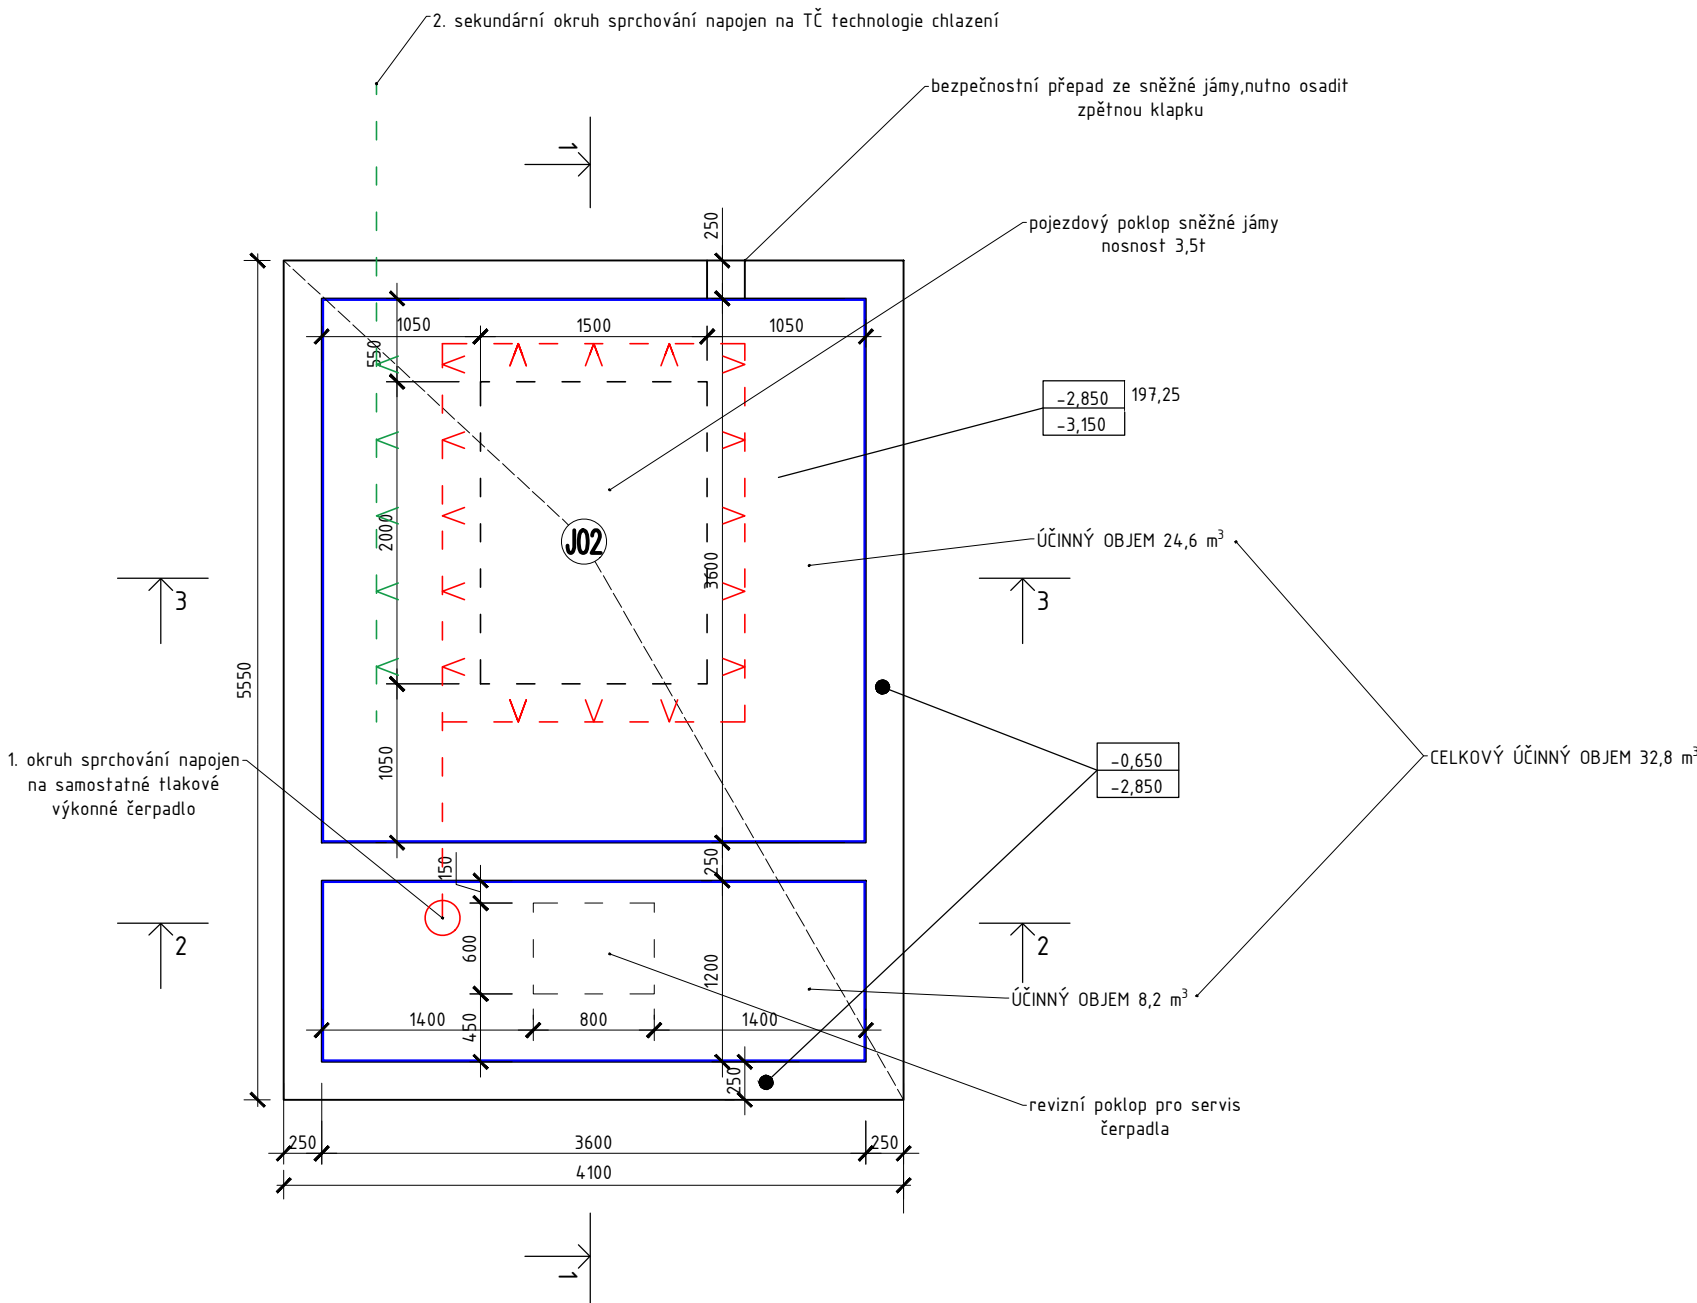 2. sekundární okruh sprchování napojen na TČ technologie chlazení
bezpečnostní přepad ze sněžné jámy,nutno osadit
zpětnou klapku
1
250
pojezdový poklop sněžné jámy
nosnost 3,5t
1050
1500
1050
550
-2,850
197,25
-3,150
2000
J02
3600
ÚČINNÝ OBJEM 24,6 m³
3
3
5550
1050
-0,650
-2,850
CELKOVÝ ÚČINNÝ OBJEM 32,8 m³
1. okruh sprchování napojen
na samostatné tlakové
výkonné čerpadlo
150
250
600
1200
2
2
ÚČINNÝ OBJEM 8,2 m³
1400
800
1400
450
250
revizní poklop pro servis
čerpadla
250
3600
250
4100
1